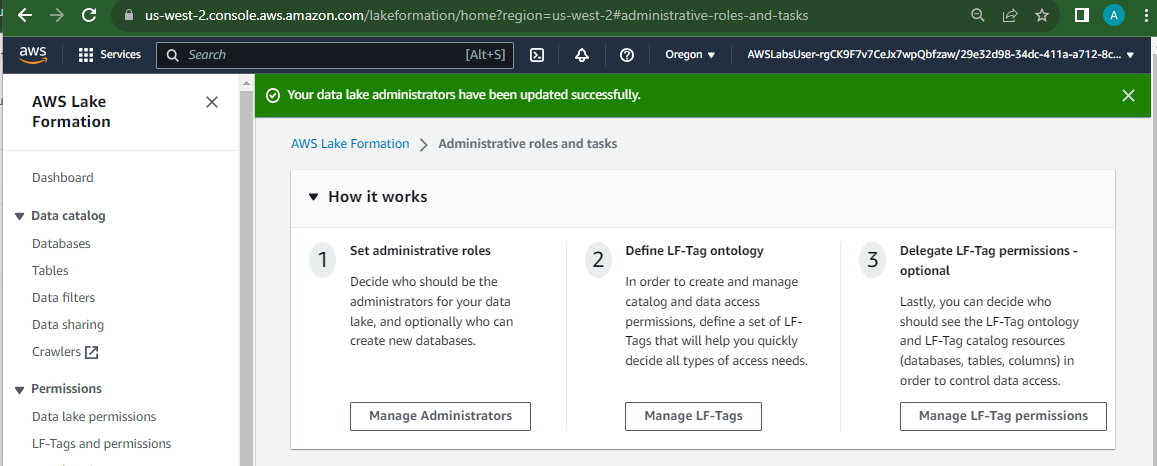 us-west-2.console.aws.amazon.com/lakeformation/home?region=us-west-2#administrative-roles-and-tasks
A
aws
Services
Search
[Alt+S]
Oregon
AWSLabsUser-rgCK9F7v7CeJx7wpQbfzaw/29e32d98-34dc-411a-a712-8c...
AWS Lake
Formation
Dashboard
Data catalog
Databases
Tables
Data filters
Data sharing
Crawlers
Permissions
Data lake permissions
LF-Tags and permissions
Your data lake administrators have been updated successfully.
AWS Lake Formation
Administrative roles and tasks
How it works
1
Set administrative roles
Decide who should be the
administrators for your data
lake, and optionally who can
create new databases.
Manage Administrators
2
Define LF-Tag ontology
In order to create and manage
catalog and data access
permissions, define a set of LF-
Tags that will help you quickly
decide all types of access needs.
Manage LF-Tags
3
Delegate LF-Tag permissions -
optional
Lastly, you can decide who
should see the LF-Tag ontology
and LF-Tag catalog resources
(databases, tables, columns) in
order to control data access.
Manage LF-Tag permissions